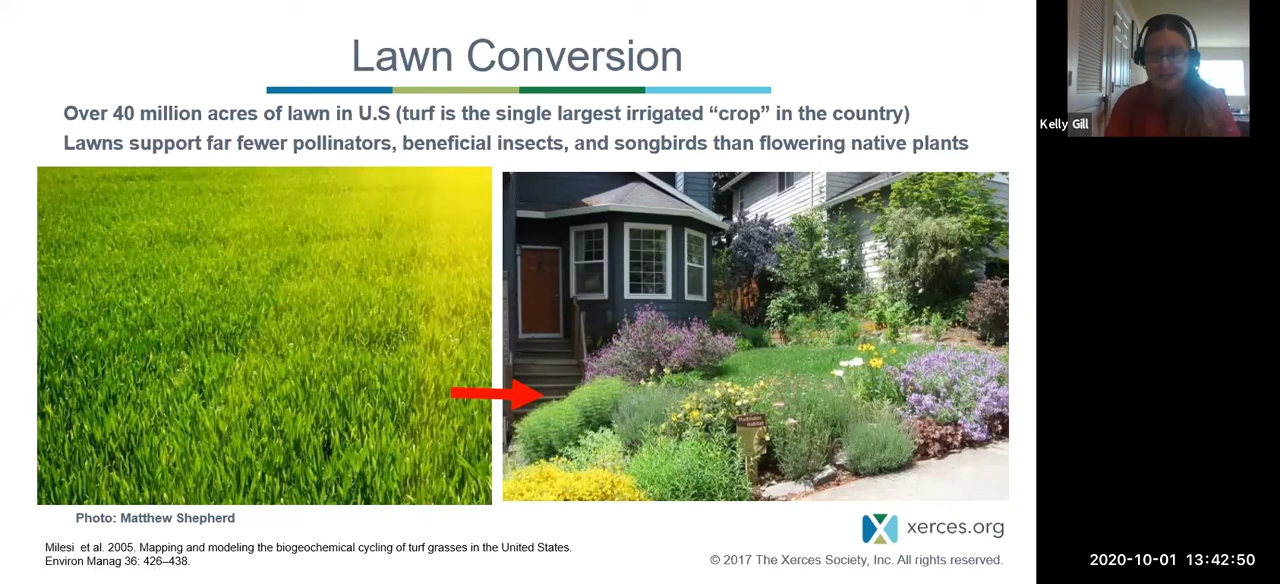 Lawn Conversion
Over 40 million acres of lawn in U.S (turf is the single largest irrigated “crop” in the country)
Lawns support far fewer pollinators, beneficial insects, and songbirds than flowering native plants
Kelly Gill
Pollinator
Habitat
Photo: Matthew Shepherd
Milesi et al. 2005. Mapping and modeling the biogeochemical cycling of turf grasses in the United States.
Environ Manag 36: 426–438.
xerces.org
© 2017 The Xerces Society, Inc. All rights reserved.
2020-10-01 13:42:50